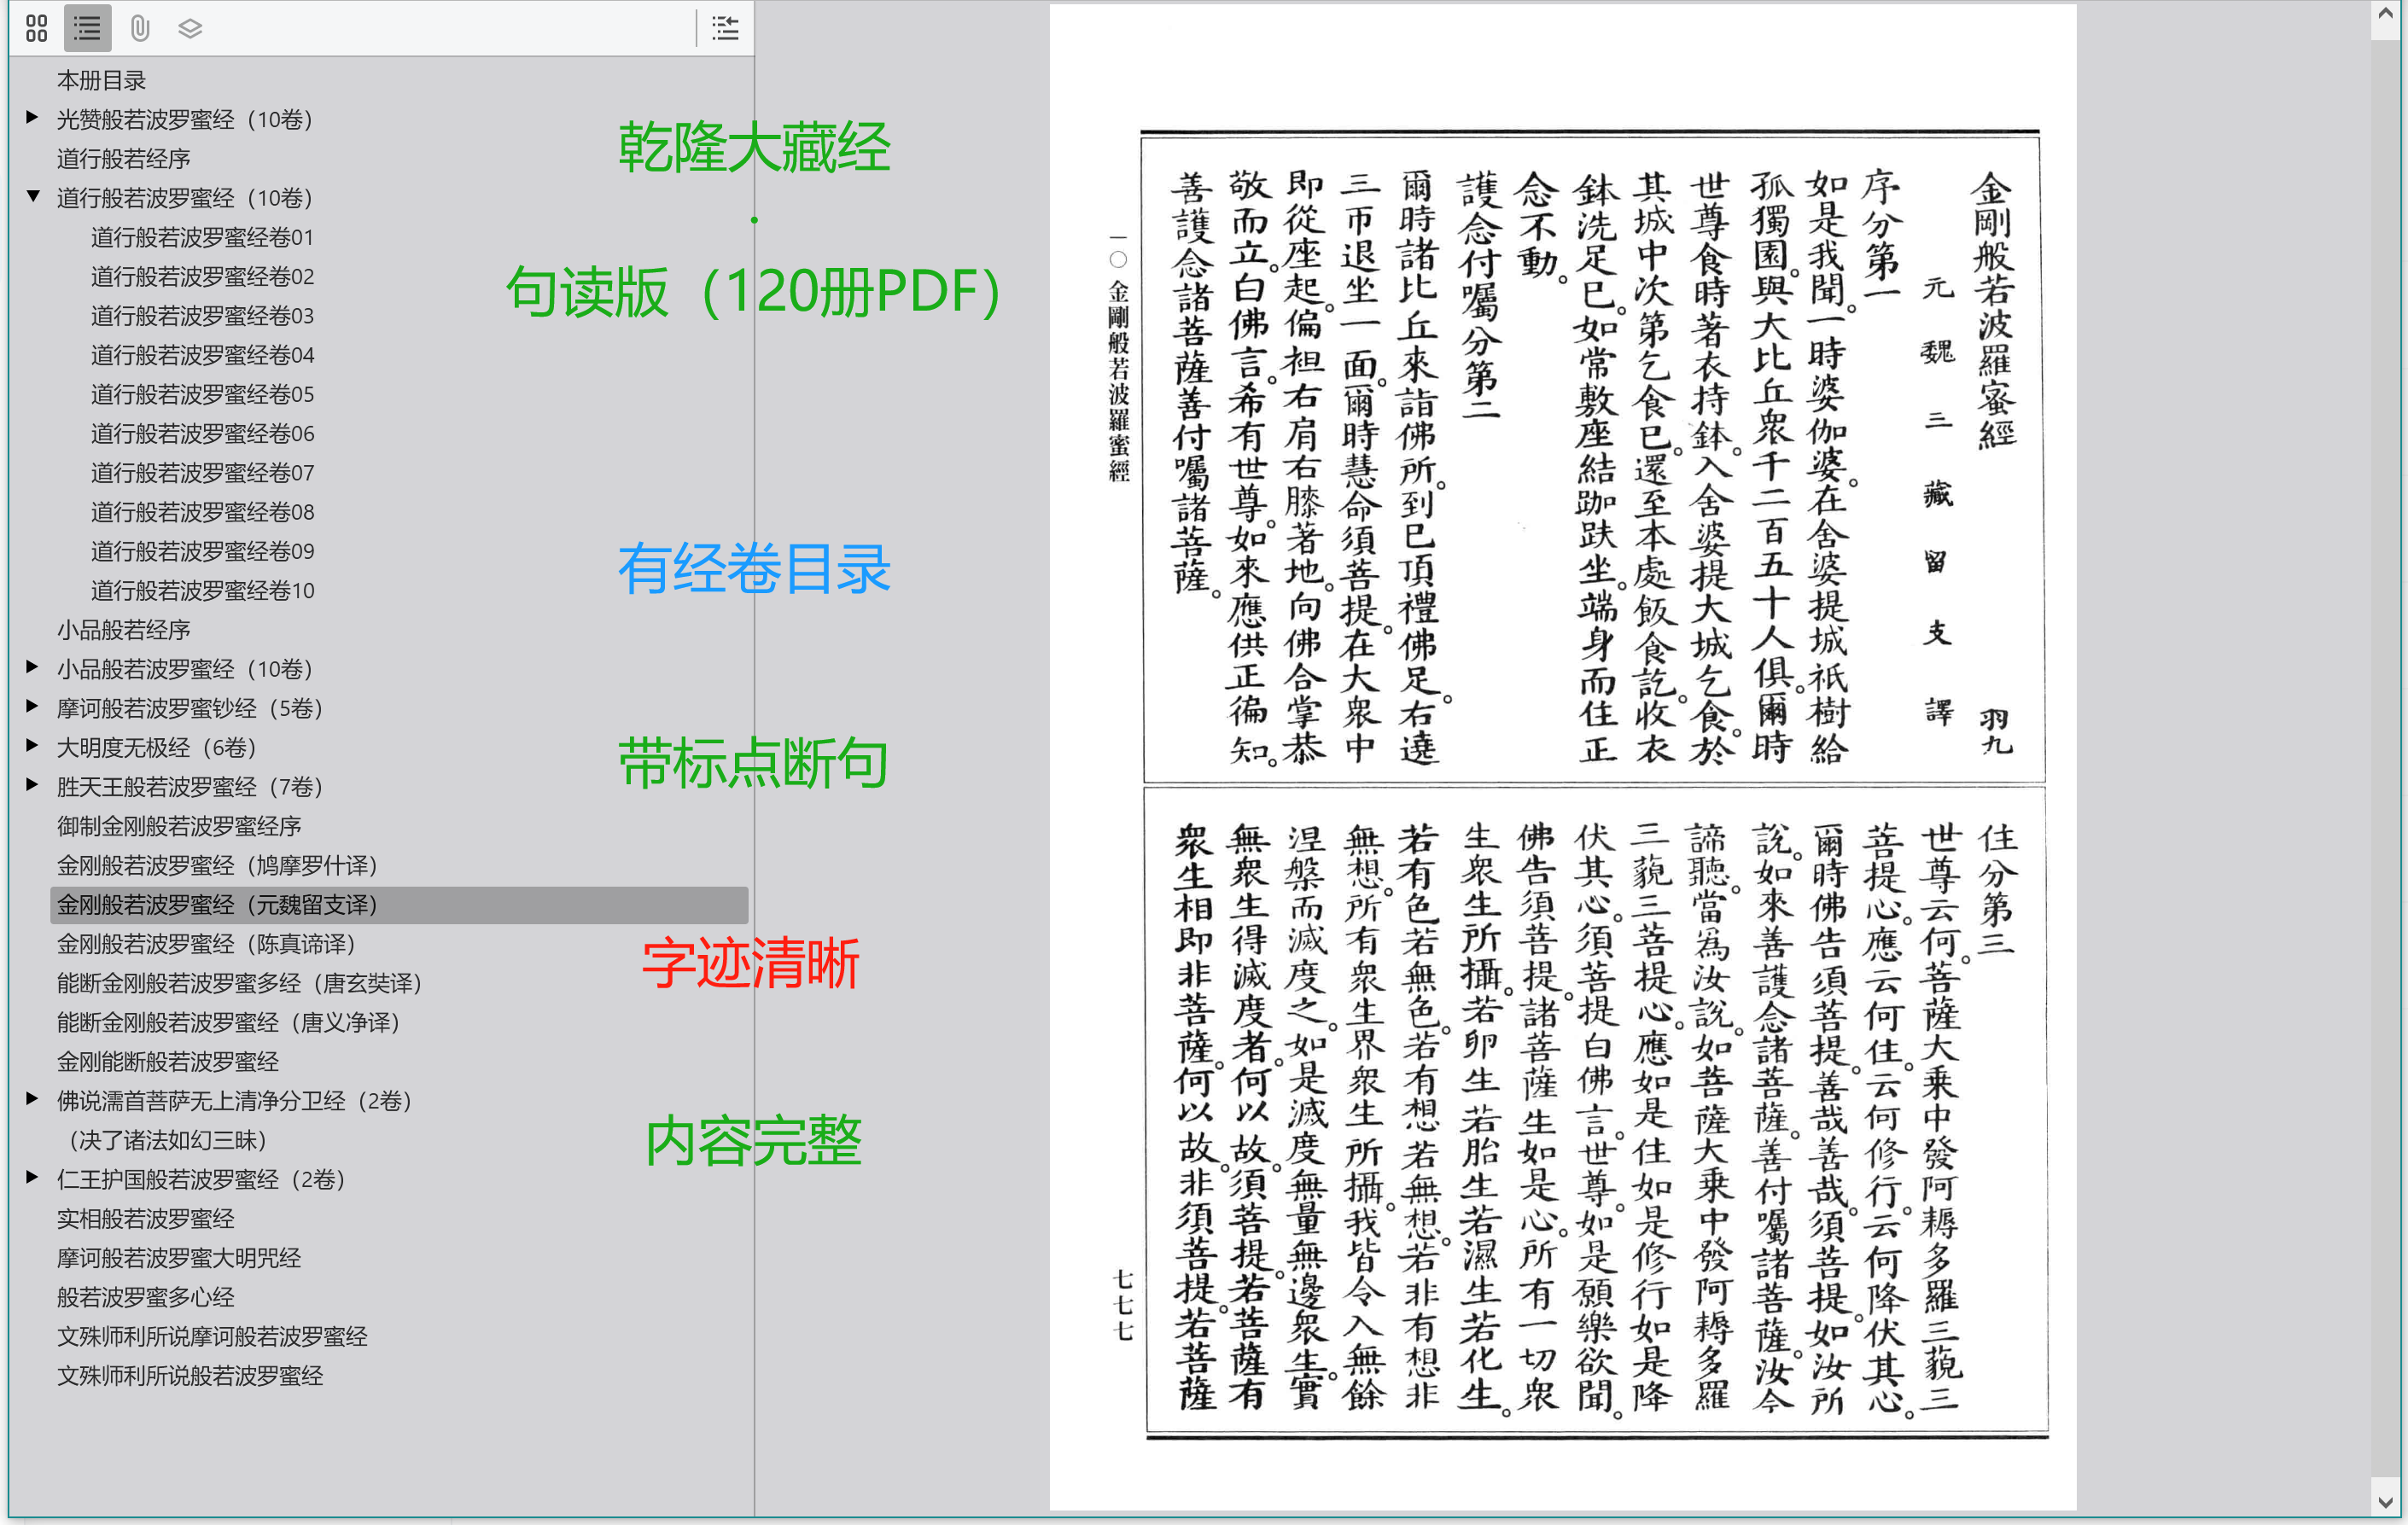 本册目录
光赞般若波罗蜜经（10卷）
道行般若经序
道行般若波罗蜜经（10卷）
道行般若波罗蜜经卷01
道行般若波罗蜜经卷02
道行般若波罗蜜经卷03
道行般若波罗蜜经卷04
道行般若波罗蜜经卷05
道行般若波罗蜜经卷06
道行般若波罗蜜经卷07
道行般若波罗蜜经卷08
道行般若波罗蜜经卷09
道行般若波罗蜜经卷10
小品般若经序
小品般若波罗蜜经（10卷）
摩诃般若波罗蜜钞经（5卷）
大明度无极经（6卷）
胜天王般若波罗蜜经（7卷）
御制金刚般若波罗蜜经序
金刚般若波罗蜜经（鸠摩罗什译）
金刚般若波罗蜜经（元魏留支译）
金刚般若波罗蜜经（陈真谛译）
能断金刚般若波罗蜜多经（唐玄奘译）
能断金刚般若波罗蜜经（唐义净译）
金刚能断般若波罗蜜经
佛说濡首菩萨无上清净分卫经（2卷）
（决了诸法如幻三昧）
仁王护国般若波罗蜜经（2卷）
实相般若波罗蜜经
摩诃般若波罗蜜大明咒经
般若波罗蜜多心经
文殊师利所说摩诃般若波罗蜜经
文殊师利所说般若波罗蜜经
乾隆大藏经
·
句读版（120册PDF）
有经卷目录
带标点断句
字迹清晰
内容完整
金剛般若波羅蜜經 羽九
元魏三藏留支譯
序分第一
如是我聞。一時婆伽婆。在舍婆提城祇樹給
孤獨園。與大比丘衆千二百五十人俱。爾時
世尊食時著衣持鉢。入舍婆提大城乞食。於
其城中次第乞食已。還至本處飯食訖。收衣
鉢洗足已。如常敷座結跏趺坐。端身而住正
念不動。
護念付囑分第二
爾時諸比丘來詣佛所。到已頂禮佛足。右遶
三帀退坐一面。爾時慧命須菩提。在大衆中
即從座起。偏袒右肩右膝著地。向佛合掌恭
敬而立。白佛言。希有世尊。如來應供正徧知。
善護念諸菩薩善付囑諸菩薩。
住分第三
世尊云何。菩薩大乘中發阿耨多羅三藐三
菩提心。應云何住。云何修行。云何降伏其心。
爾時佛告須菩提。善哉善哉。須菩提。如汝所
說。如來善護念諸菩薩。善付囑諸菩薩。汝今
諦聽。當爲汝說。如菩薩大乘中發阿耨多羅
三藐三菩提心。應如是住如是修行如是降
伏其心。須菩提白佛言。世尊。如是願樂欲聞。
佛告須菩提。諸菩薩生如是心。所有一切衆
生衆生所攝。若卵生若胎生若濕生若化生。
若有色若無色。若有想若無想。若非有想非
無想。所有衆生界衆生所攝。我皆令入無餘
涅槃而滅度之。如是滅度無量無邊衆生。實
無衆生得滅度者。何以故。須菩提。若菩薩有
衆生相即非菩薩。何以故。非須菩提。若菩薩
一〇 金剛般若波羅蜜經
七七七